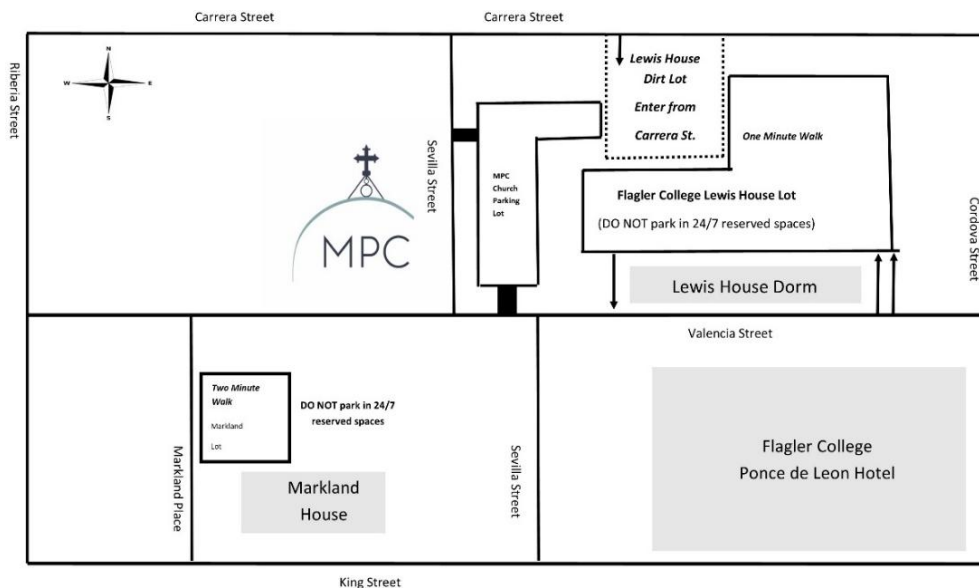 Carrera Street
Carrera Street
N
W
E
S
Riberia Street
Lewis House
Dirt Lot
Enter from
Carrera St.
One Minute Walk
Sevilla Street
MPC
Church
Parking
Lot
MPC
Flagler College Lewis House Lot
(DO NOT park in 24/7 reserved spaces)
Cordova Street
Lewis House Dorm
Valencia Street
Two Minute
Walk
Markland
Lot
DO NOT park in 24/7
reserved spaces
Markland Place
Markland
House
Sevilla Street
Flagler College
Ponce de Leon Hotel
King Street